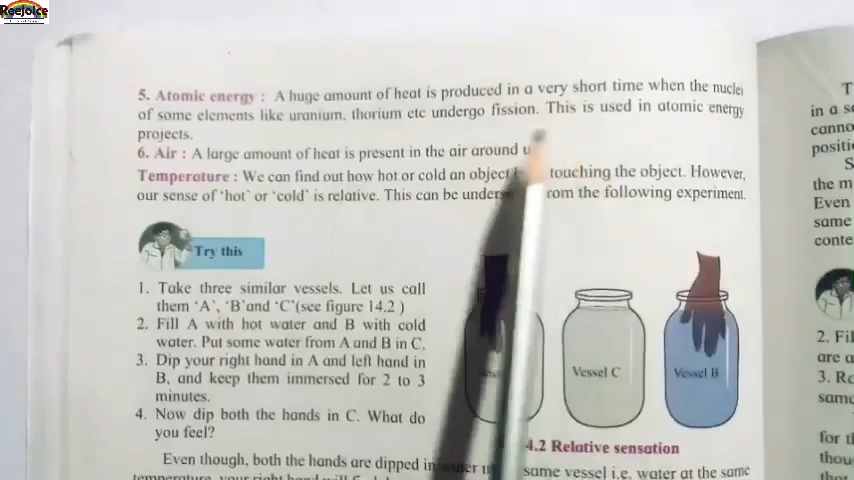 Reejoice
5. Atomic energy : A huge amount of heat is produced in a very short time when the nuclei
of some elements like uranium, thorium etc undergo fission. This is used in atomic energy
projects.
6. Air : A large amount of heat is present in the air around
Temperature : We can find out how hot or cold an object touching the object. However,
our sense of 'hot' or 'cold' is relative. This can be from the following experiment.
Try this
1. Take three similar vessels. Let us call
them 'A', 'B'and 'C'(see figure 14.2 )
2. Fill A with hot water and B with cold
water. Put some water from A and B in C.
3. Dip your right hand in A and left hand in
B, and keep them immersed for 2 to 3
minutes.
4. Now dip both the hands in C. What do
you feel?
Vessel C
Vessel B
4.2 Relative sensation
Even though, both the hands are dipped in same vessel i.e. water at the same
T
in a
canno
positi
S
the m
Even
same
conte
2. Fil
are a
3. Re
same
for t
thou